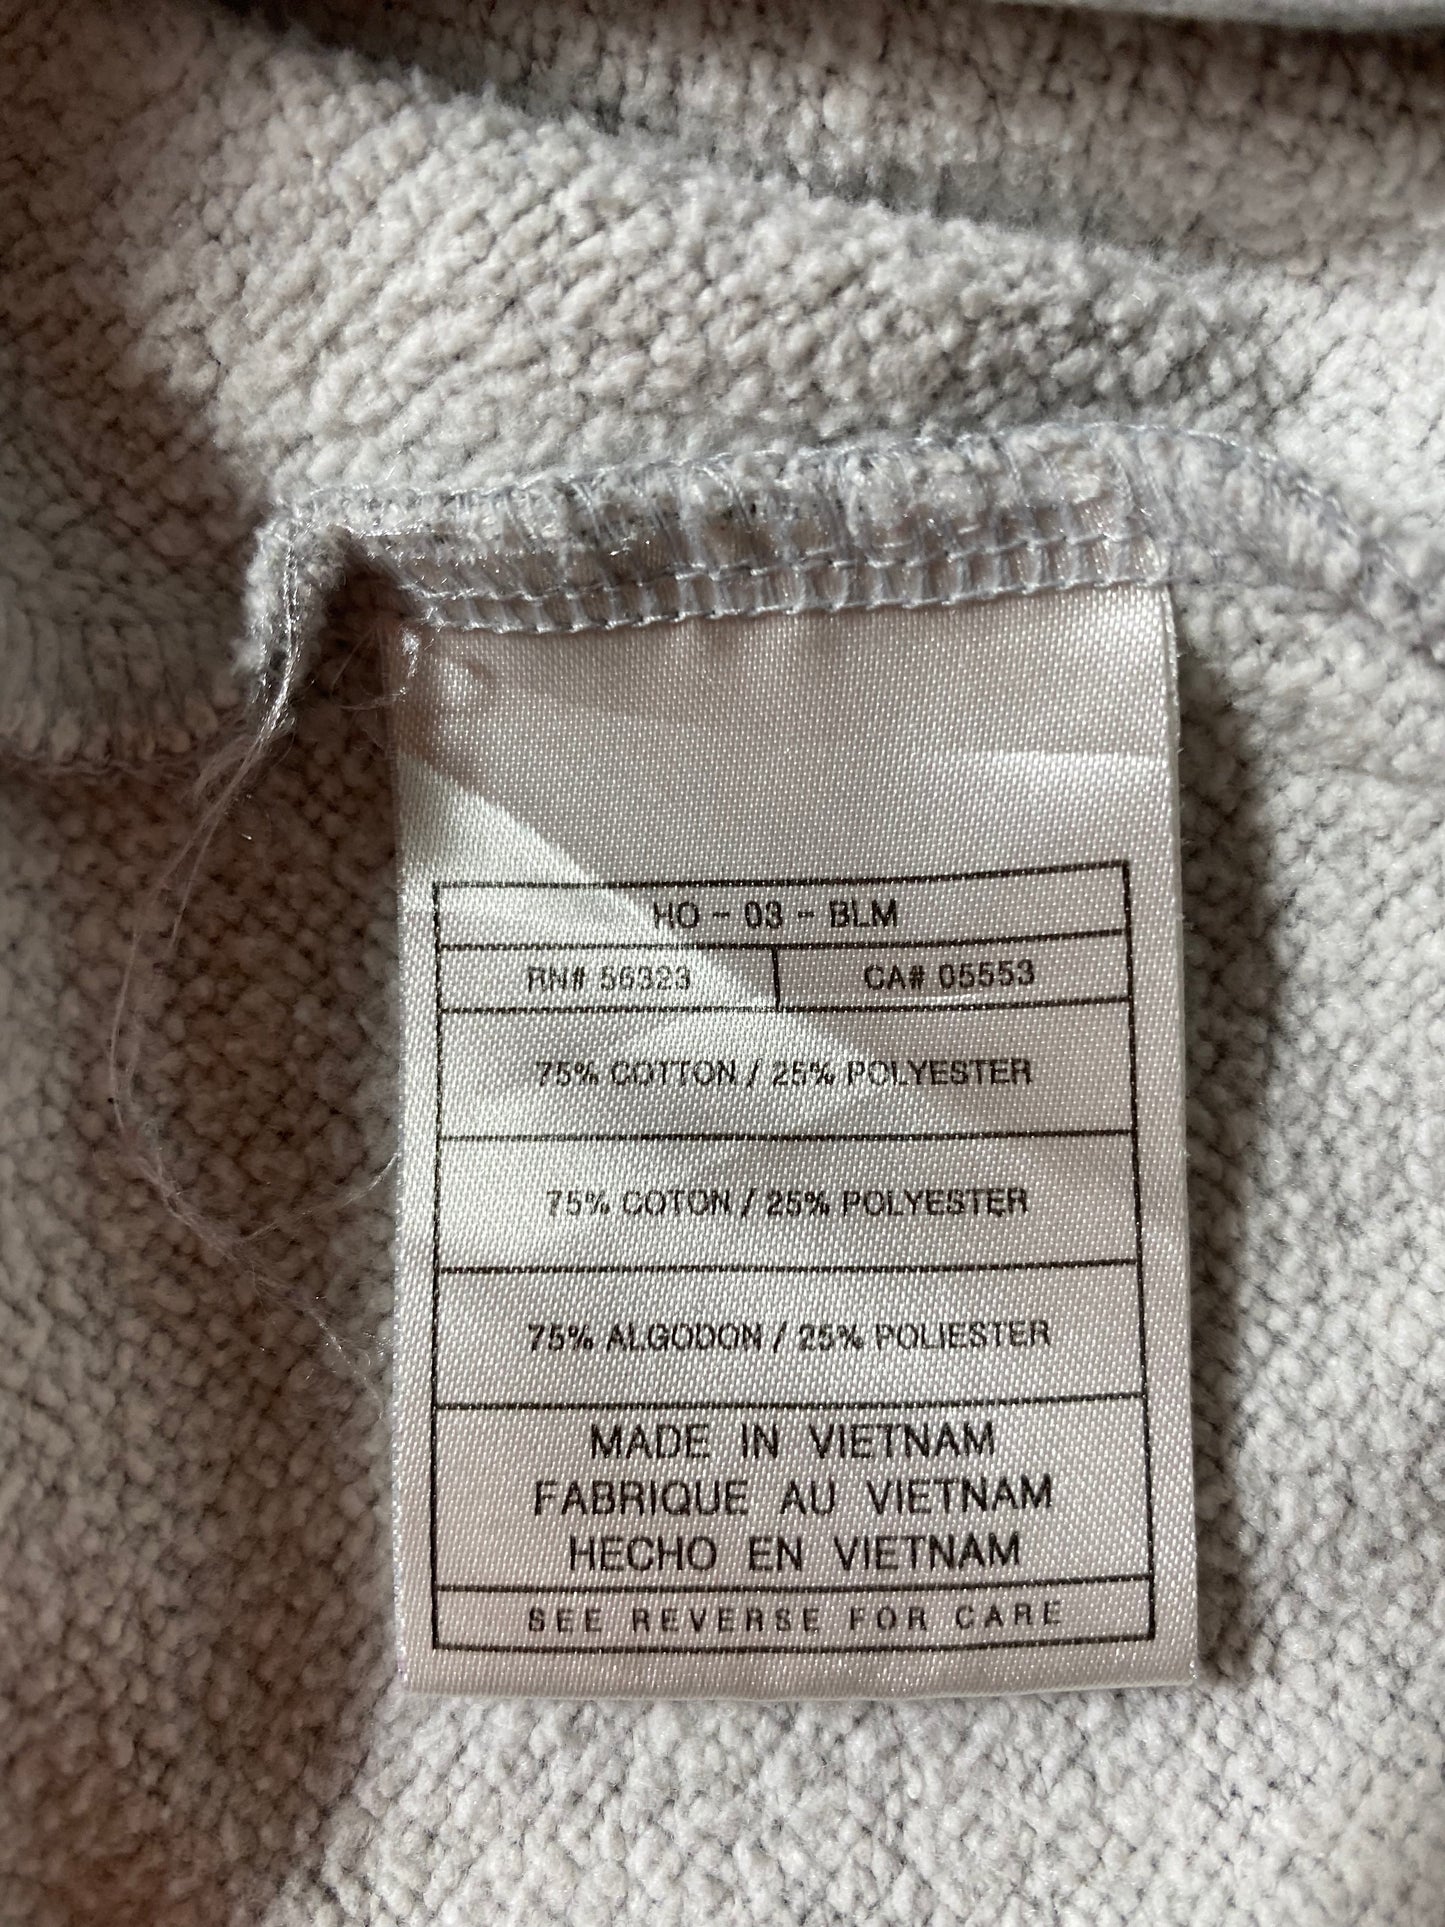 HO - 03 - BLM
RN# 56323 CA# 05553
75% COTTON / 25% POLYESTER
75% COTON / 25% POLYESTER
75% ALGODON / 25% POLIESTER
MADE IN VIETNAM
FABRIQUE AU VIETNAM
HECHO EN VIETNAM
SEE REVERSE FOR CARE